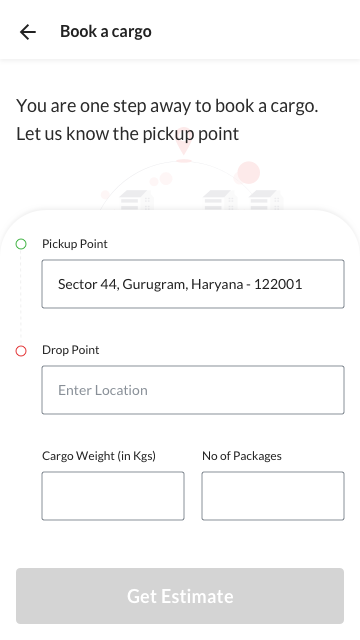 Book a cargo
You are one step away to book a cargo.
Let us know the pickup point
Pickup Point
Sector 44, Gurugram, Haryana - 122001
Drop Point
Enter Location
Cargo Weight (in Kgs)
No of Packages
Get Estimate